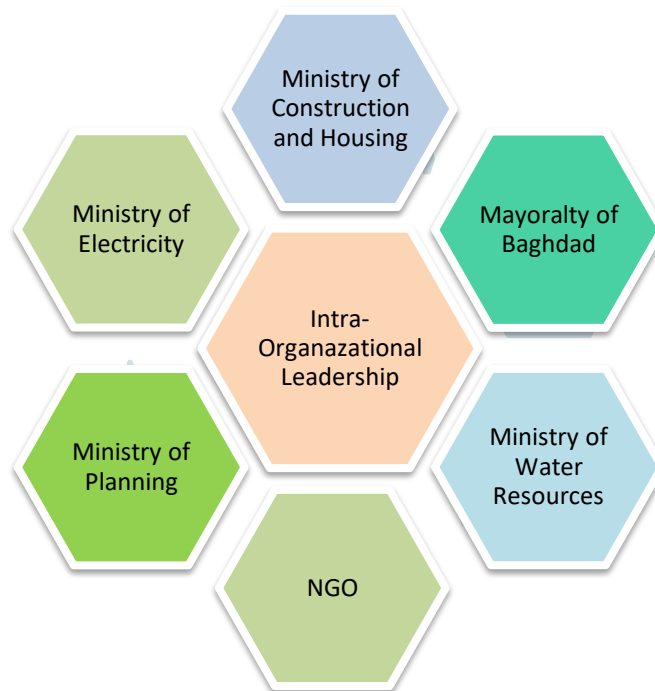 Ministry of
Construction
and Housing
Ministry of
Electricity
Mayoralty of
Baghdad
Intra-
Organazational
Leadership
Ministry of
Planning
Ministry of
Water
Resources
NGO